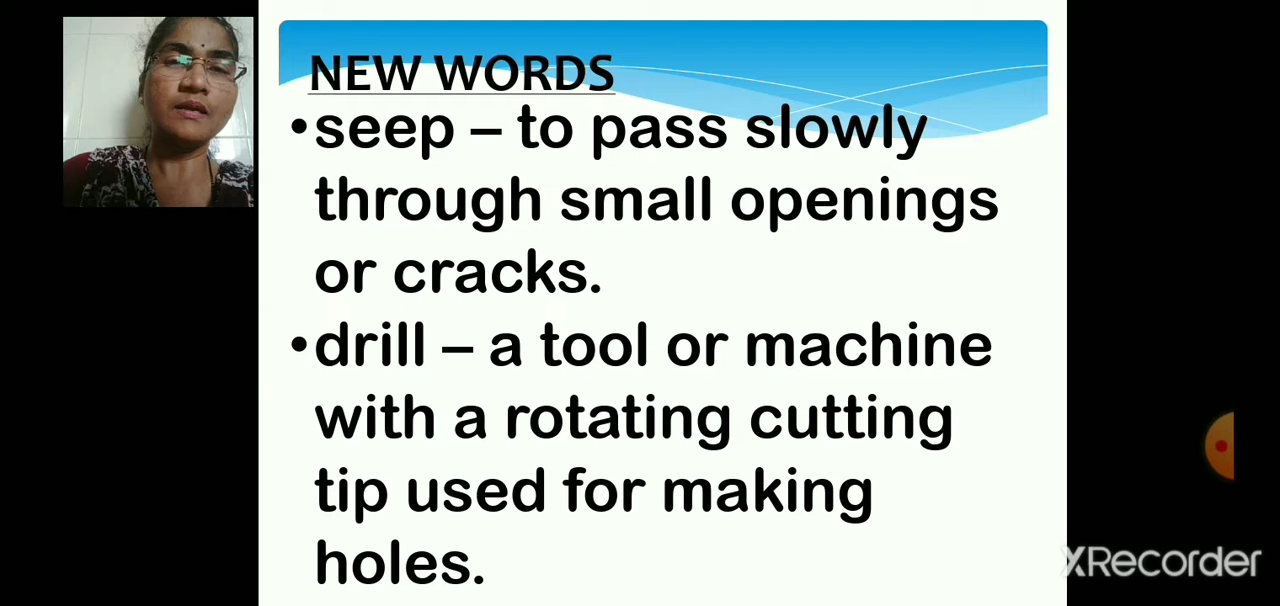 NEW WORDS
•seep – to pass slowly
through small openings
or cracks.
•drill – a tool or machine
with a rotating cutting
tip used for making
holes.
XRecorder